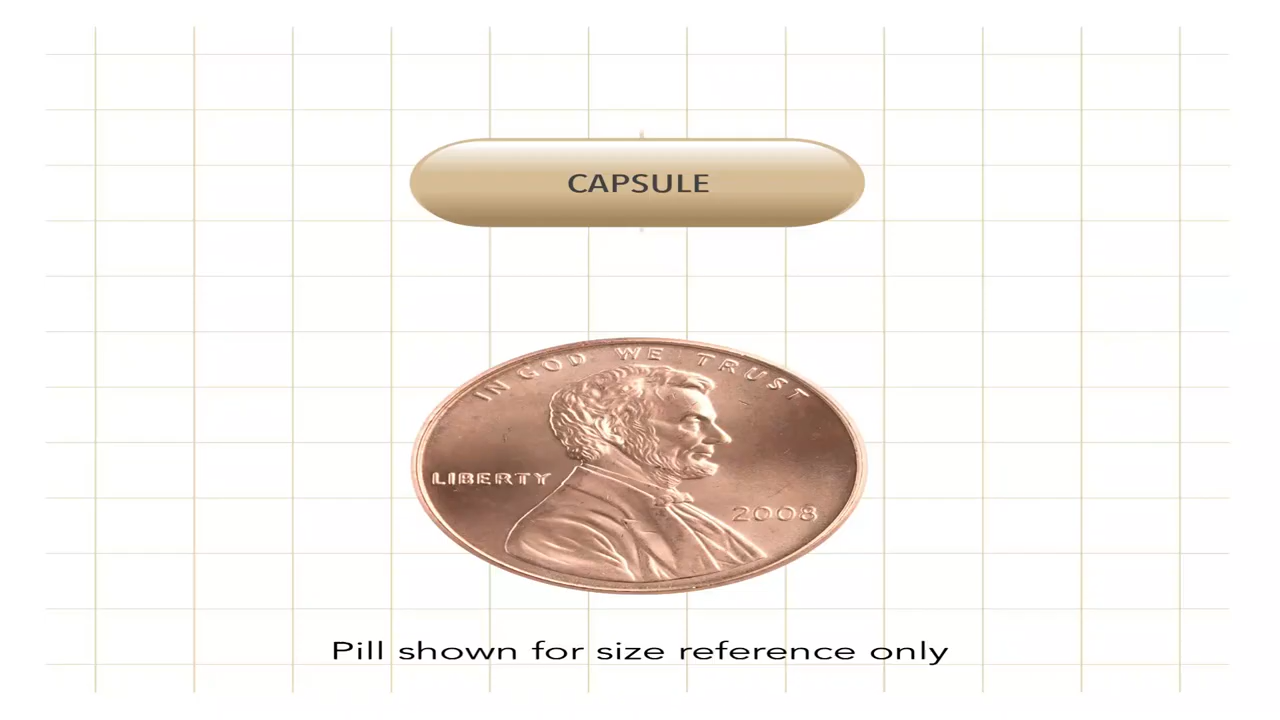 CAPSULE
IN GOD WE TRUST
LIBERTY
2008
Pill shown for size reference only